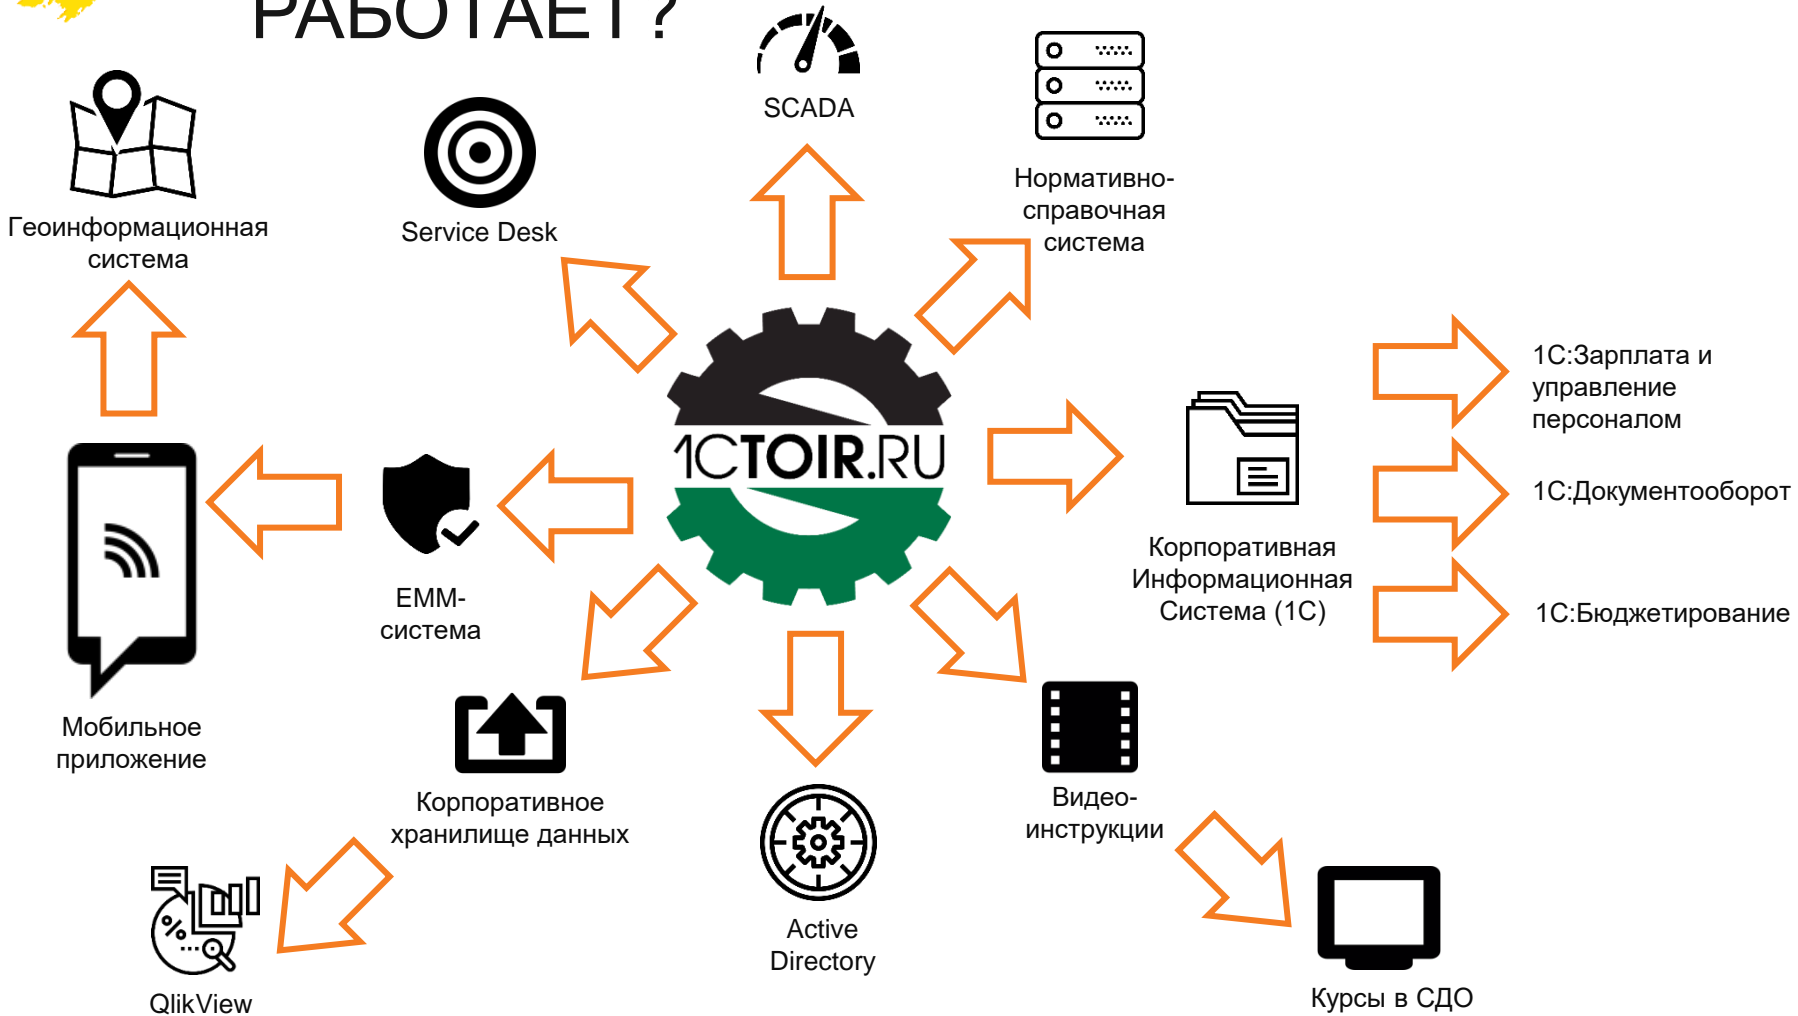 РАБОТАЕТ?
SCADA
Нормативно-
справочная
система
Геоинформационная
система
Service Desk
1CTOIR.RU
1С:Зарплата и
управление
персоналом
1С:Документооборот
1С:Бюджетирование
Корпоративная
Информационная
Система (1С)
EMM-
система
Мобильное
приложение
Корпоративное
хранилище данных
Видео-
инструкции
Active
Directory
QlikView
Курсы в СДО
%